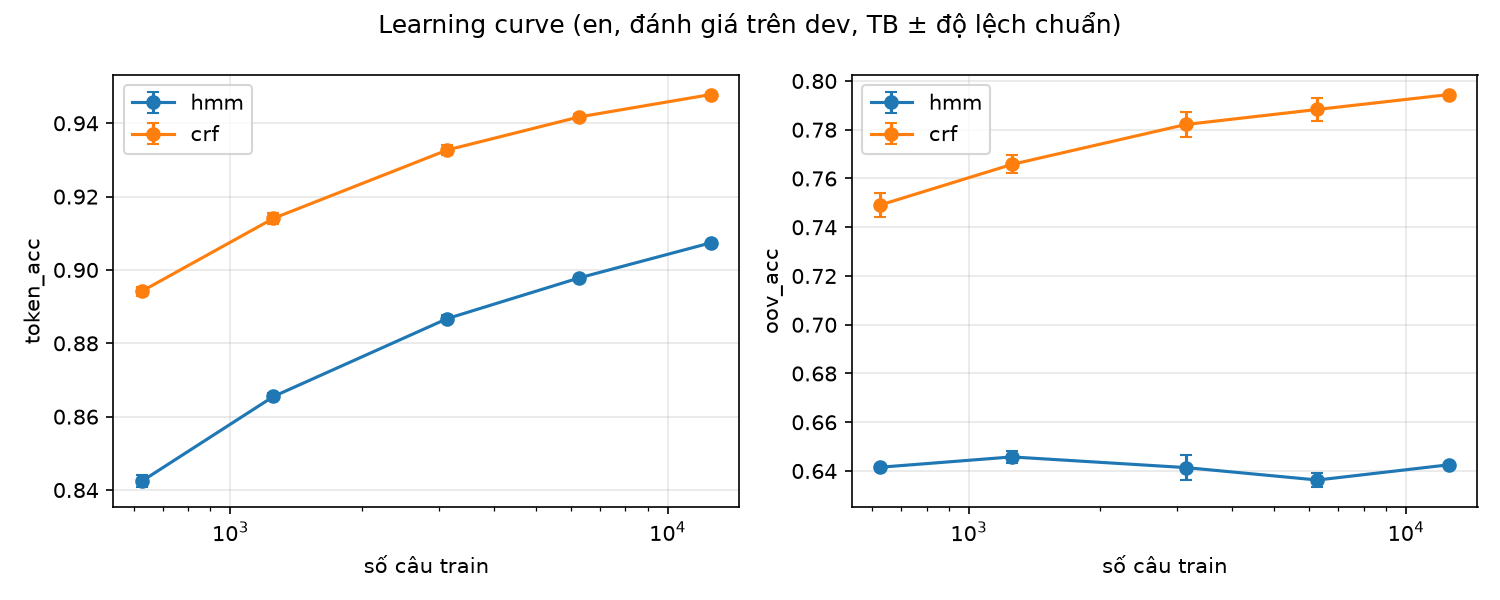 Learning curve (en, đánh giá trên dev, TB ± độ lệch chuẩn)
hmm
crf
token_acc
0.94
0.92
0.90
0.88
0.86
0.84
10³
10⁴
số câu train
hmm
crf
oov_acc
0.80
0.78
0.76
0.74
0.72
0.70
0.68
0.66
0.64
10³
10⁴
số câu train